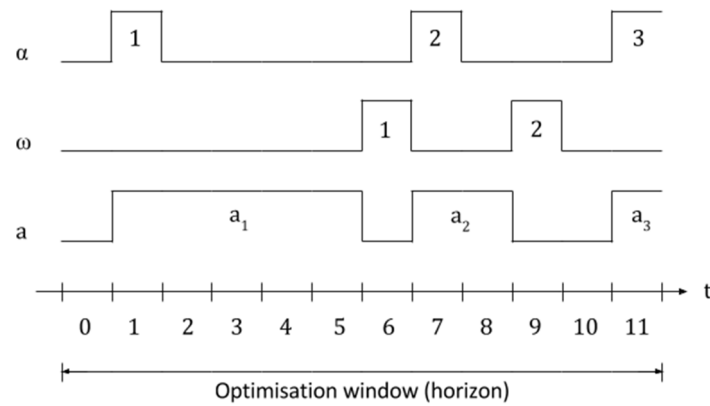 α 1 2 3
ω 1 2
a a₁ a₂ a₃
t
0 1 2 3 4 5 6 7 8 9 10 11
Optimisation window (horizon)